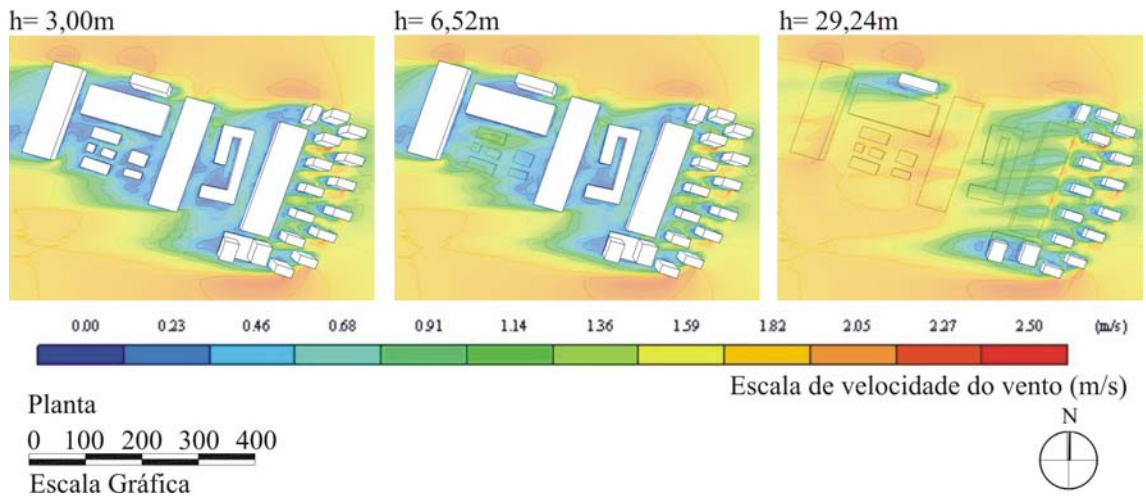 h= 3,00m
h= 6,52m
h= 29,24m
0.00 0.23 0.46 0.68 0.91 1.14 1.36 1.59 1.82 2.05 2.27 2.50 (m/s)
Escala de velocidade do vento (m/s)
Planta
0 100 200 300 400
Escala Gráfica
N